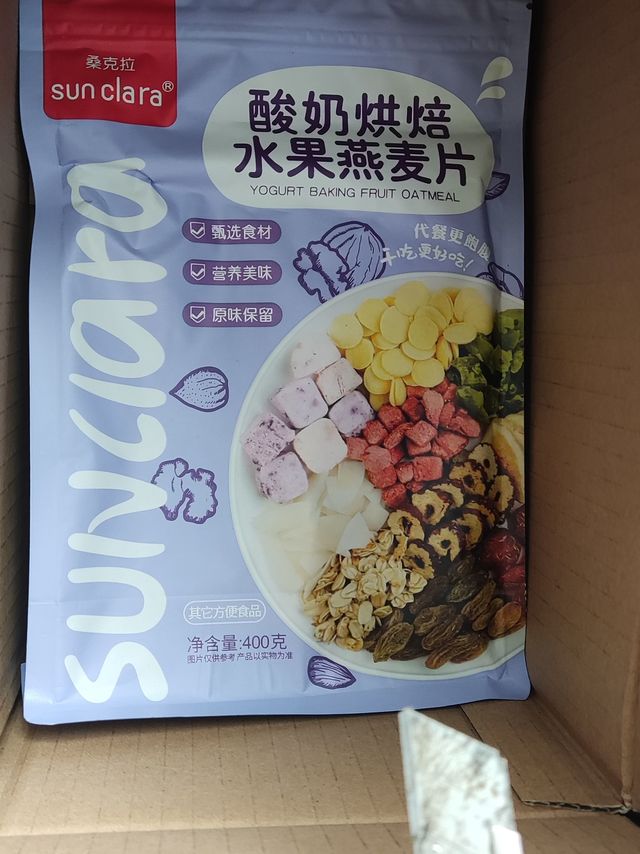 桑克拉
sun clara®
酸奶烘焙
水果燕麦片
YOGURT BAKING FRUIT OATMEAL
甄选食材
营养美味
原味保留
代餐更饱腹
干吃更好吃!
sunclara
其它方便食品
净含量:400克
图片仅供参考 产品以实物为准